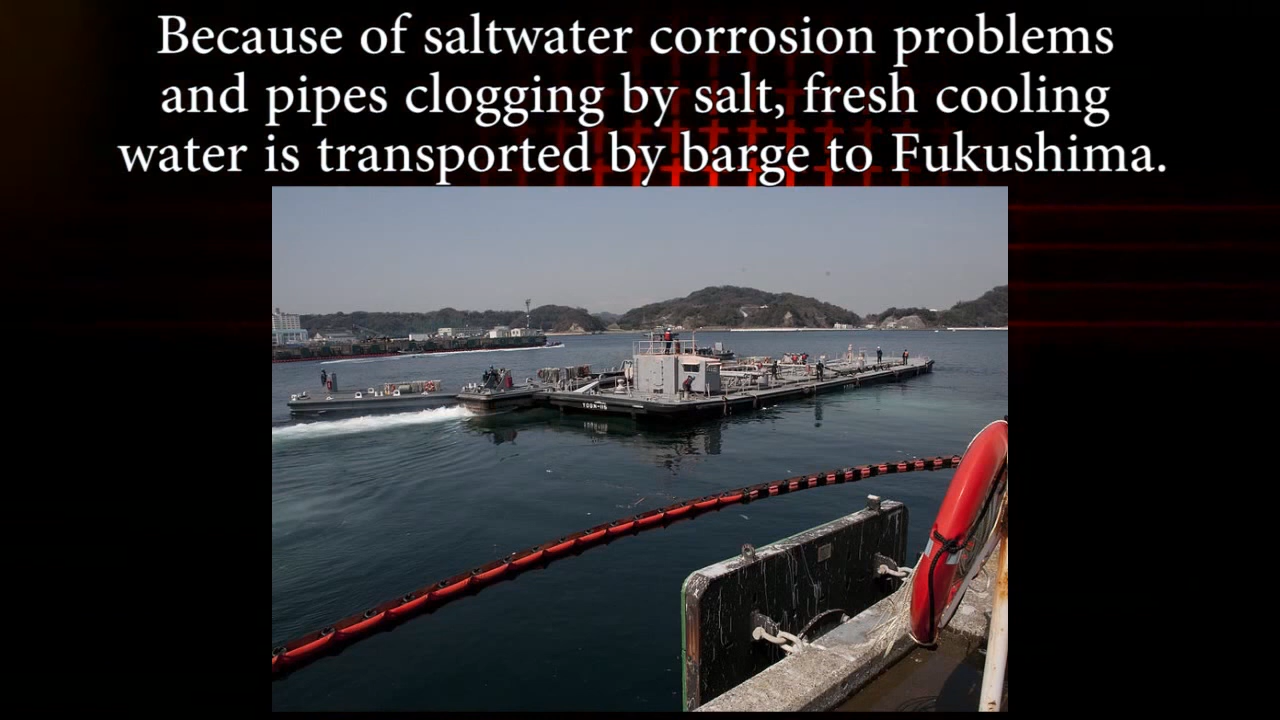 Because of saltwater corrosion problems
and pipes clogging by salt, fresh cooling
water is transported by barge to Fukushima.